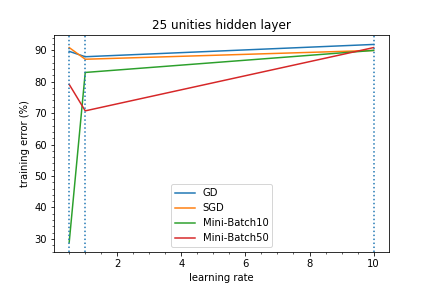 25 unities hidden layer
training error (%)
90
80
70
60
50
40
30
GD
SGD
Mini-Batch10
Mini-Batch50
2
4
6
8
10
learning rate